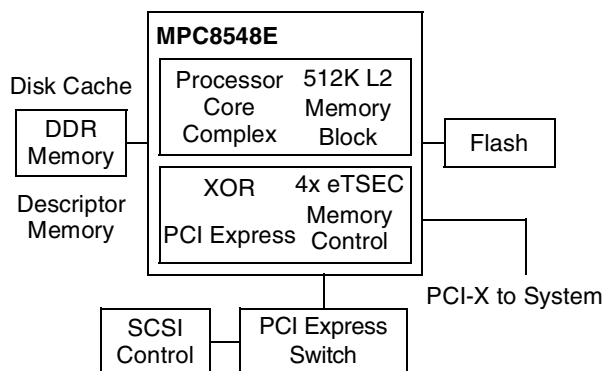 MPC8548E
Disk Cache
DDR
Memory
Descriptor
Memory
Processor
Core
Complex
512K L2
Memory
Block
XOR
PCI Express
4x eTSEC
Memory
Control
Flash
PCI-X to System
SCSI
Control
PCI Express
Switch